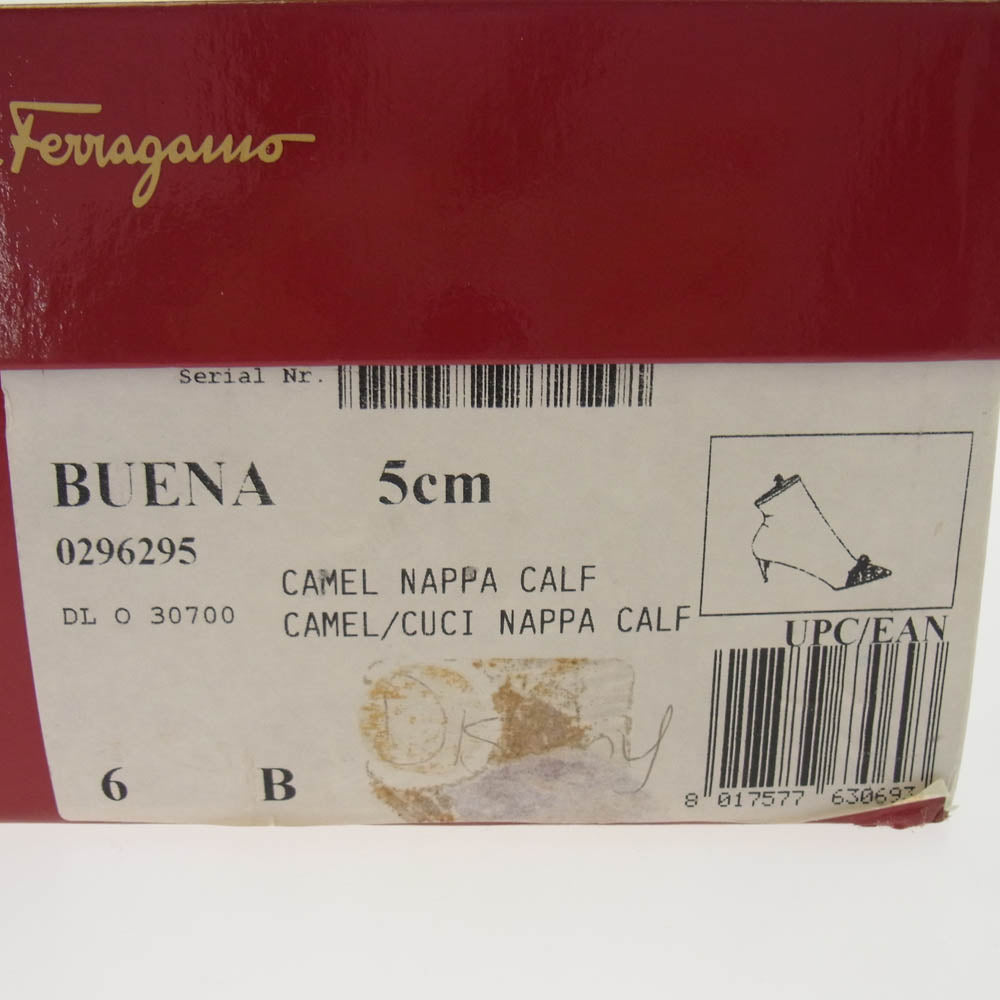 Ferragamo
Serial Nr.
BUENA 5cm
0296295
CAMEL NAPPA CALF
DL O 30700
CAMEL/CUCI NAPPA CALF
UPC/EAN
6 B
8 017577 630693